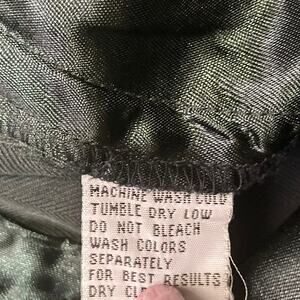 MACHINE WASH COLD
TUMBLE DRY LOW
DO NOT BLEACH
WASH COLORS
SEPARATELY
FOR BEST RESULTS
DRY